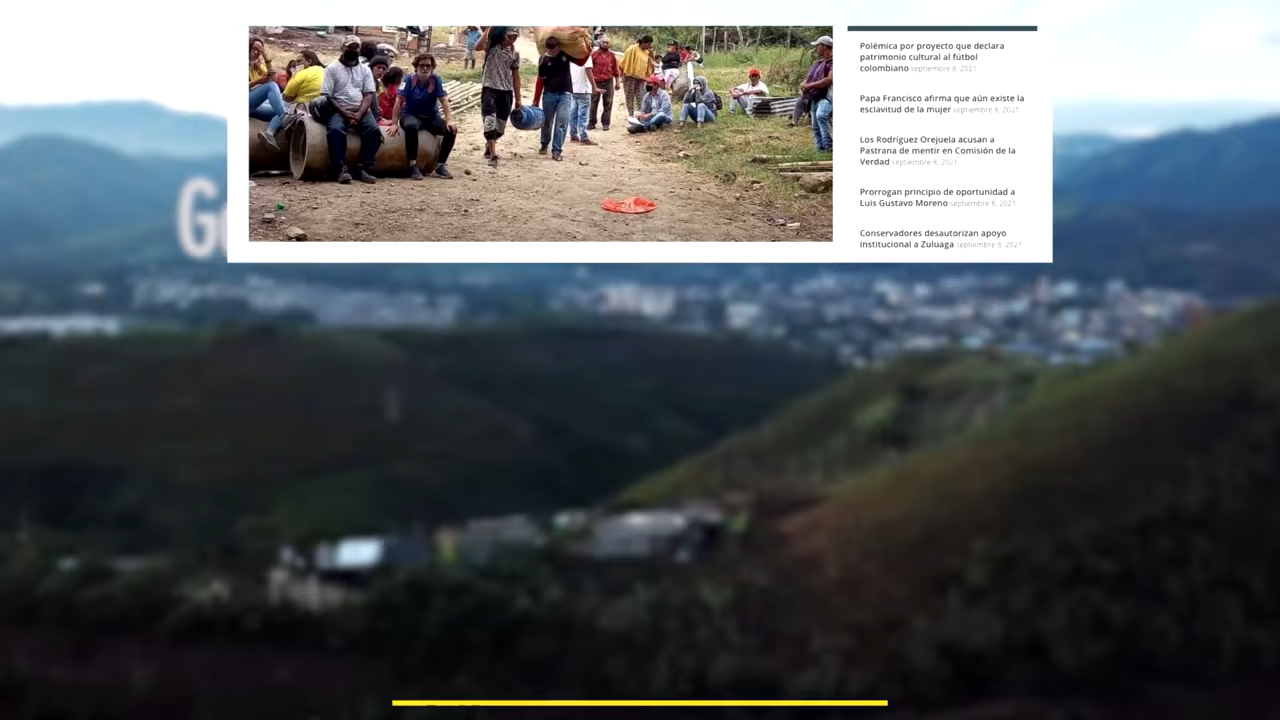 Polémica por proyecto que declara
patrimonio cultural al fútbol
colombiano septiembre 8, 2021
Papa Francisco afirma que aún existe la
esclavitud de la mujer septiembre 8, 2021
Los Rodríguez Orejuela acusan a
Pastrana de mentir en Comisión de la
Verdad septiembre 8, 2021
Prorrogan principio de oportunidad a
Luis Gustavo Moreno septiembre 8, 2021
Conservadores desautorizan apoyo
institucional a Zuluaga septiembre 8, 2021